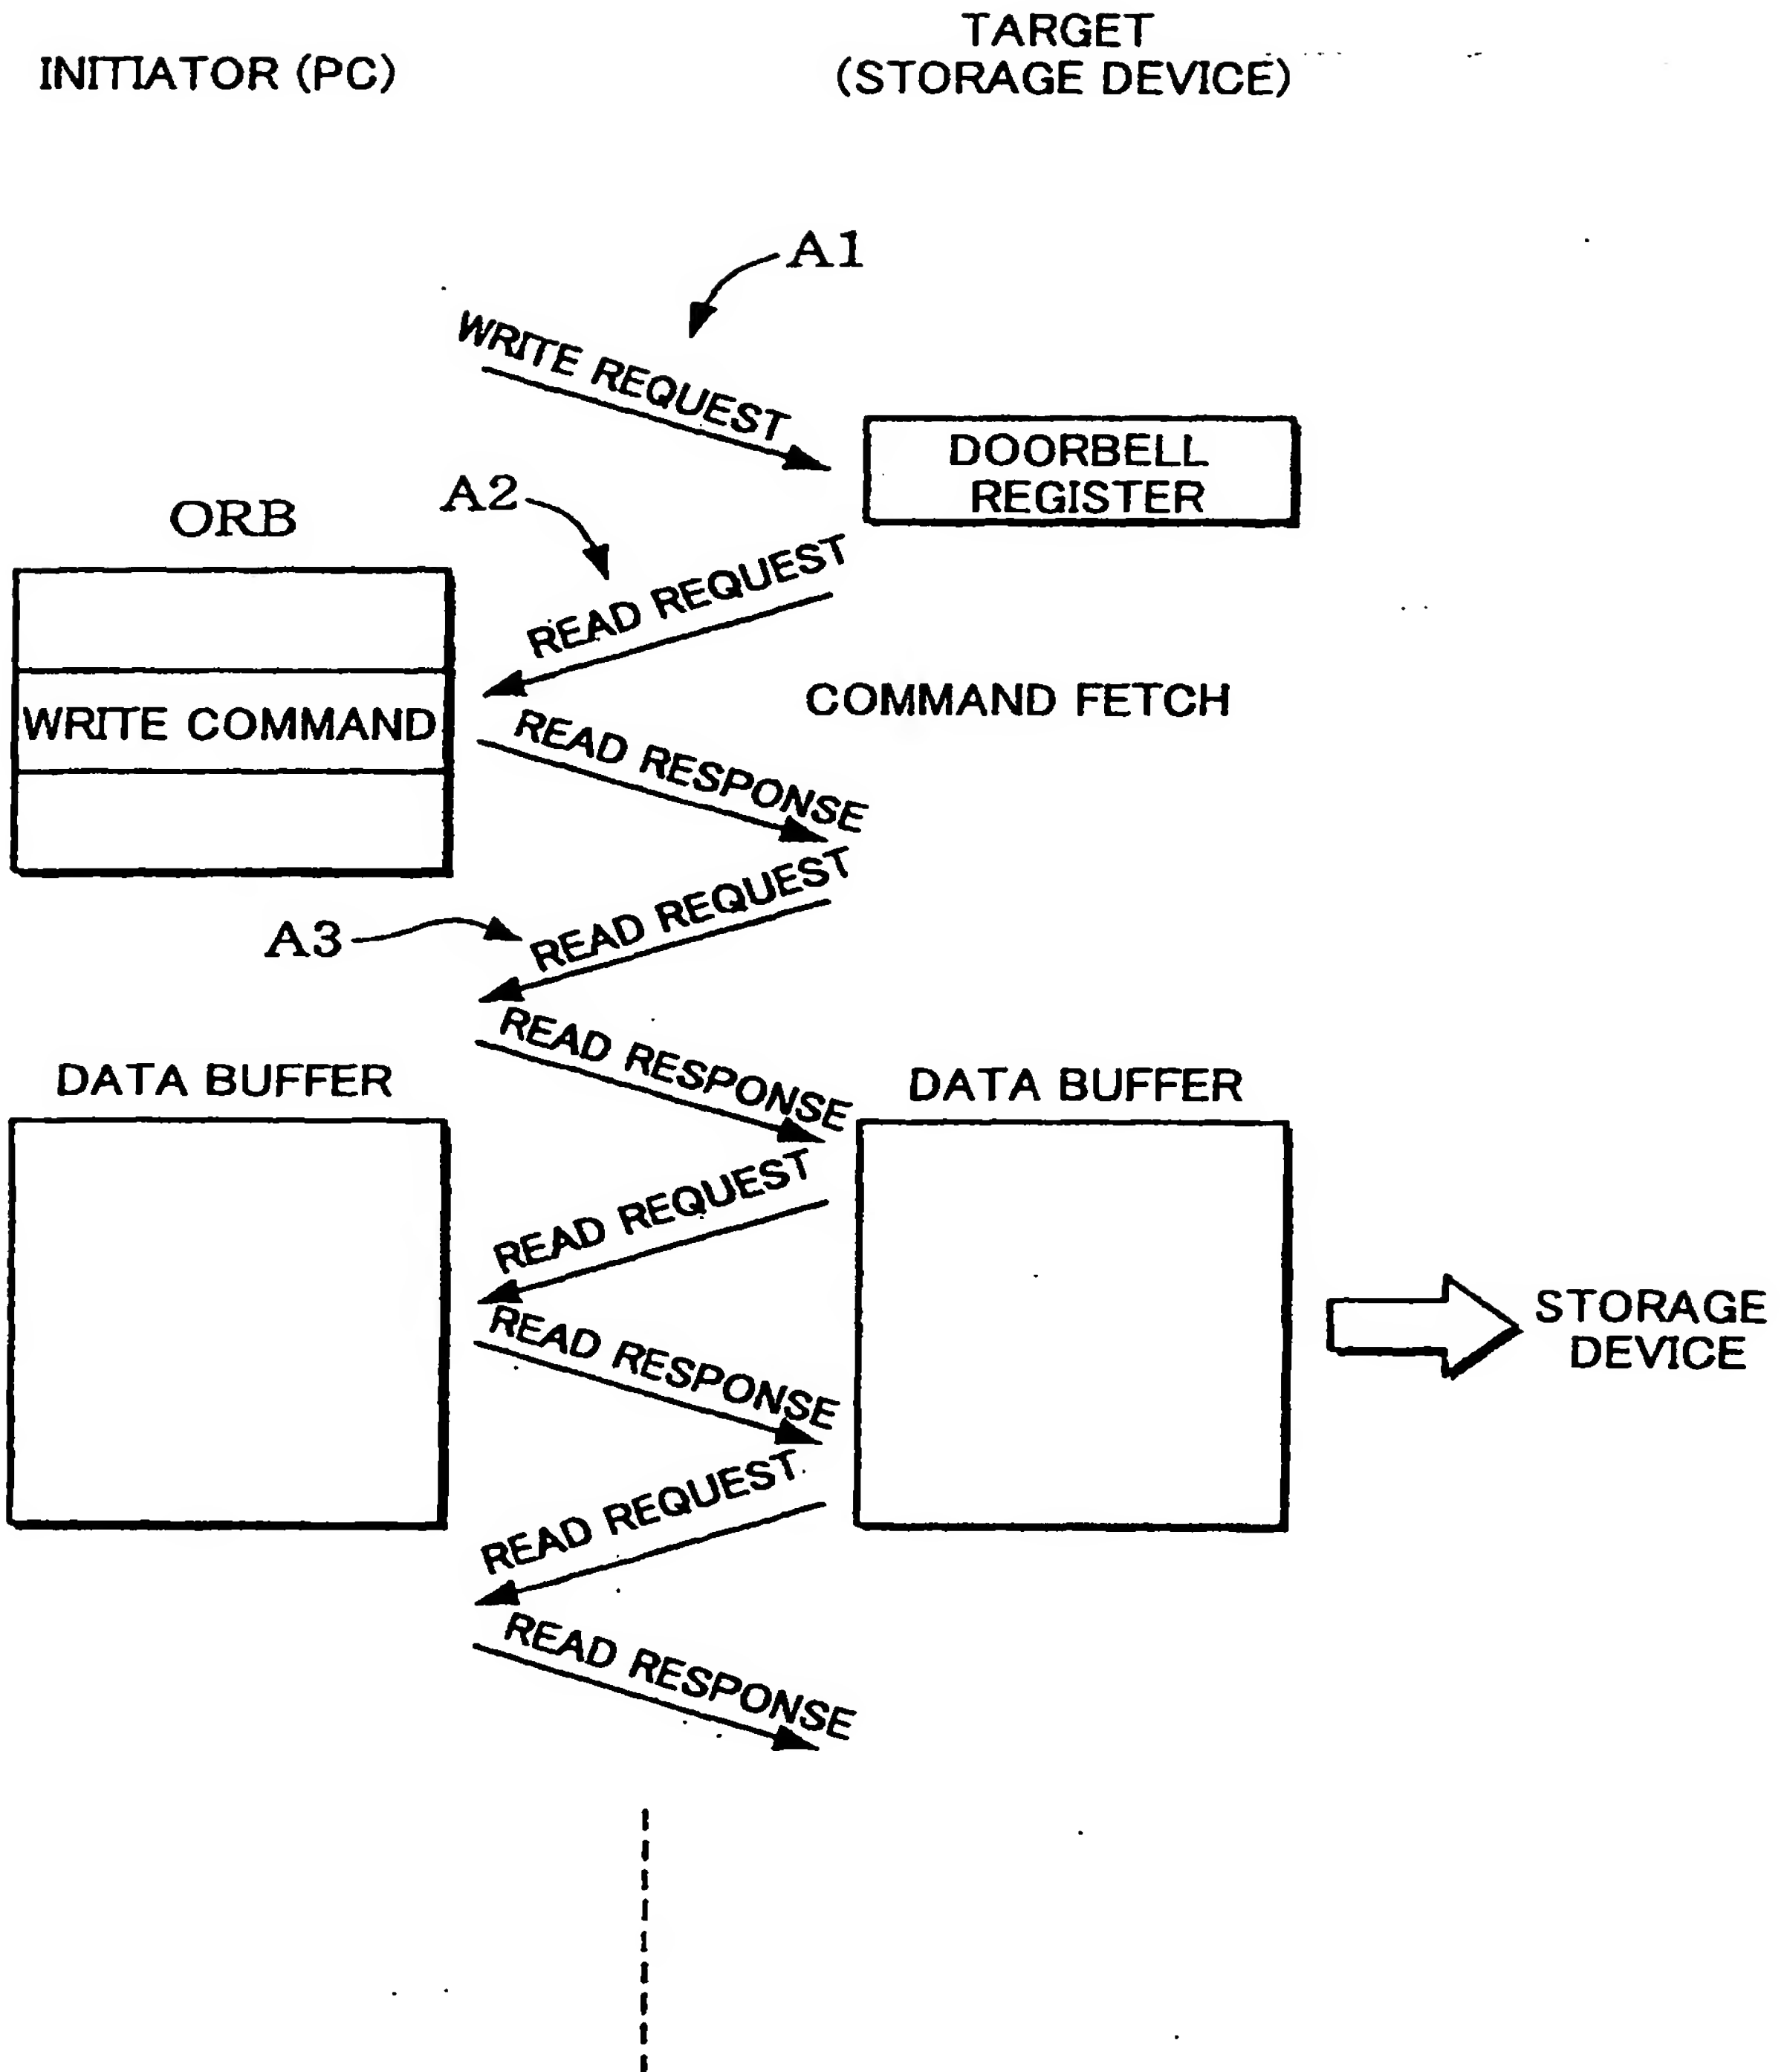 INITIATOR (PC)
TARGET
(STORAGE DEVICE)
A1
WRITE REQUEST
DOORBELL
REGISTER
A2
ORB
READ REQUEST
COMMAND FETCH
WRITE COMMAND
READ RESPONSE
READ REQUEST
A3
READ RESPONSE
DATA BUFFER
DATA BUFFER
READ REQUEST
READ RESPONSE
STORAGE
DEVICE
READ REQUEST
READ RESPONSE